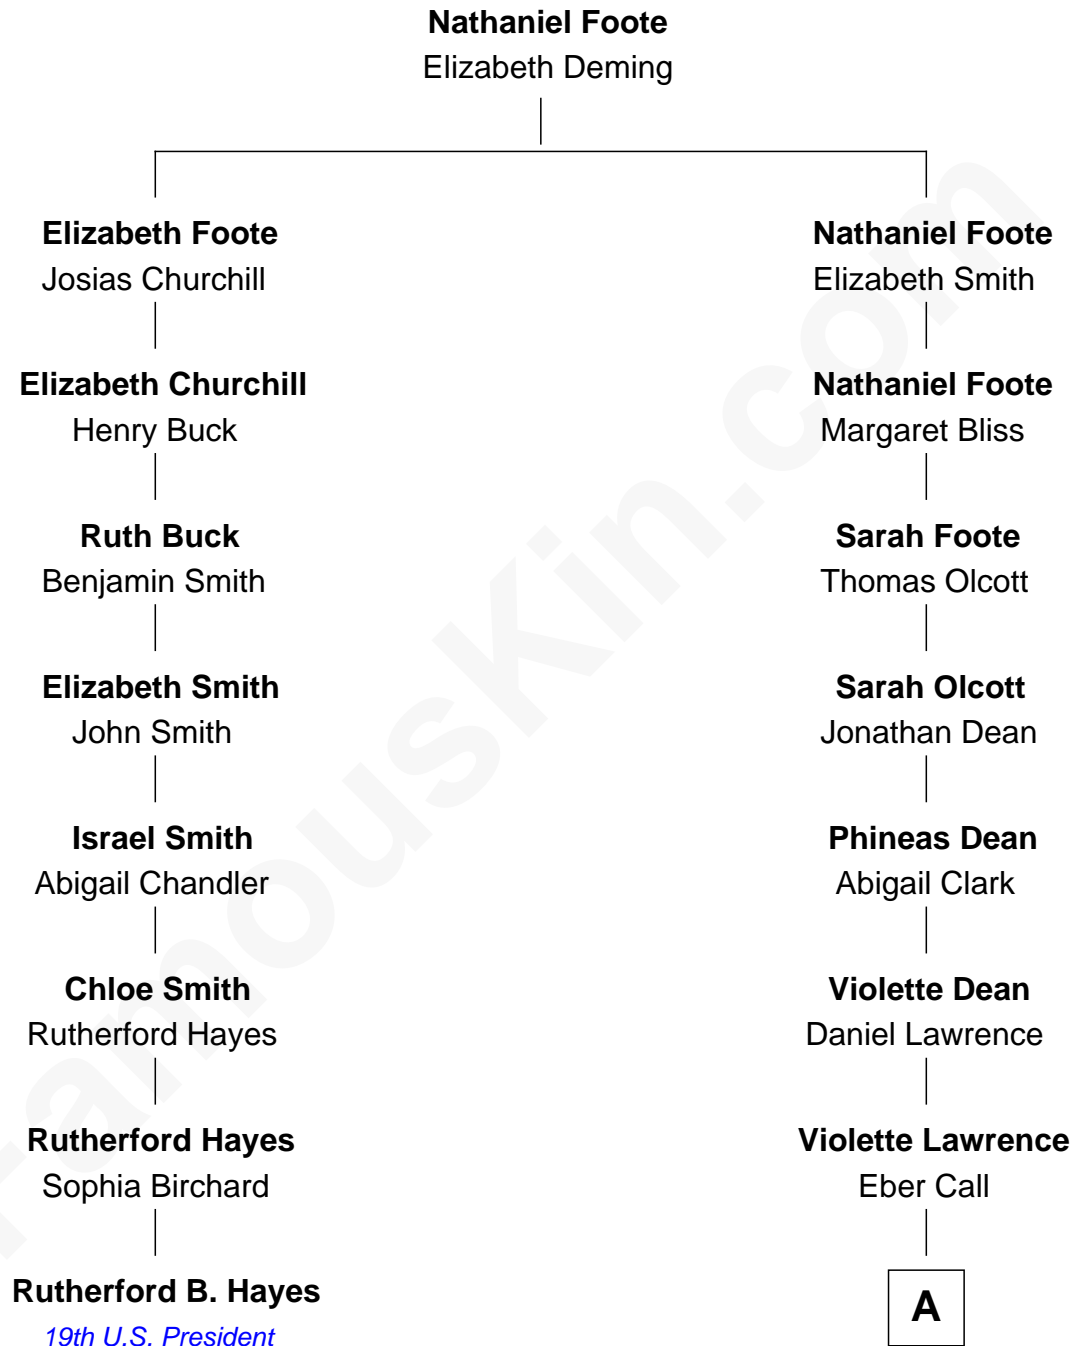 Nathaniel Foote
Elizabeth Deming
Elizabeth Foote
Josias Churchill
Nathaniel Foote
Elizabeth Smith
Elizabeth Churchill
Henry Buck
Nathaniel Foote
Margaret Bliss
Ruth Buck
Benjamin Smith
Sarah Foote
Thomas Olcott
Elizabeth Smith
John Smith
Sarah Olcott
Jonathan Dean
Israel Smith
Abigail Chandler
Phineas Dean
Abigail Clark
Chloe Smith
Rutherford Hayes
Violette Dean
Daniel Lawrence
Rutherford Hayes
Sophia Birchard
Violette Lawrence
Eber Call
Rutherford B. Hayes
19th U.S. President
A
FamousKin.com